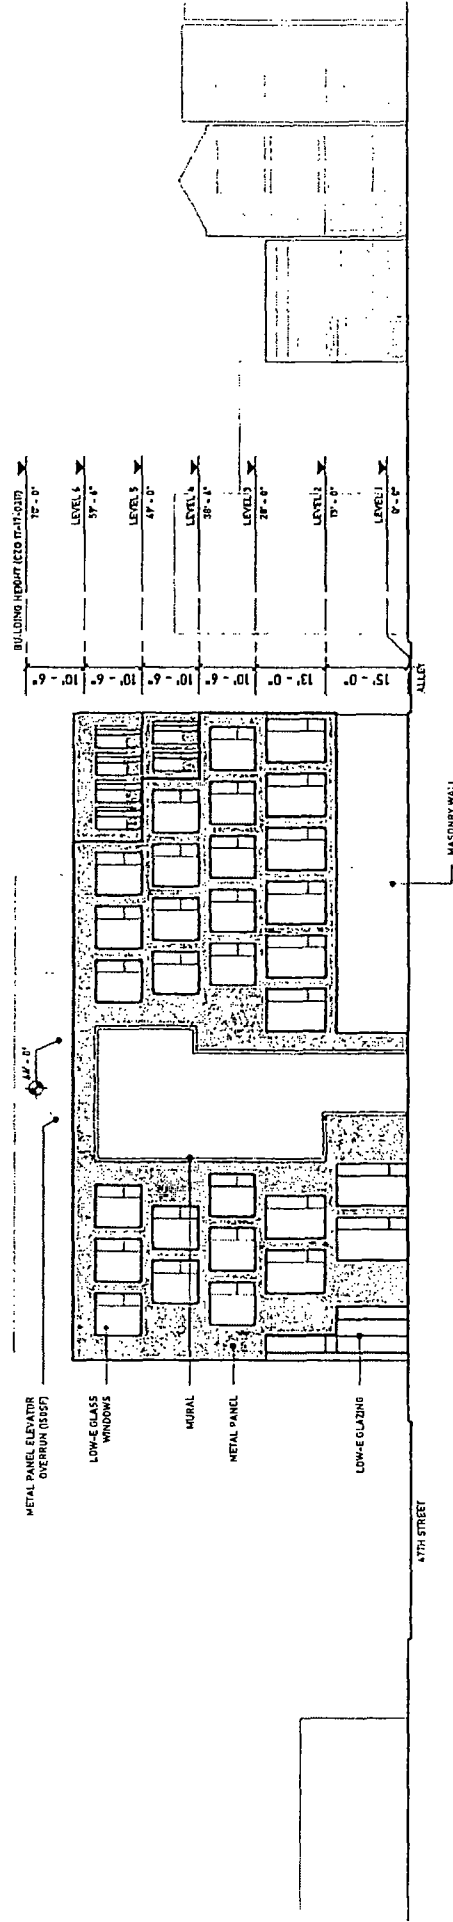 METAL PANEL ELEVATOR
OVERRUN (150SF)
LOW-E GLASS
WINDOWS
MURAL
METAL PANEL
LOW-E GLAZING
47TH STREET
MASONRY WALL
ALLEY
10' - 6"
10' - 6"
10' - 6"
10' - 6"
13' - 0"
15' - 0"
BUILDING HEIGHT (CZO
70' - 0"
LEVEL 6
59' - 6"
LEVEL 5
49' - 0"
LEVEL 4
38' - 6"
LEVEL 3
28' - 0"
LEVEL 2
15' - 0"
LEVEL 1
0' - 0"